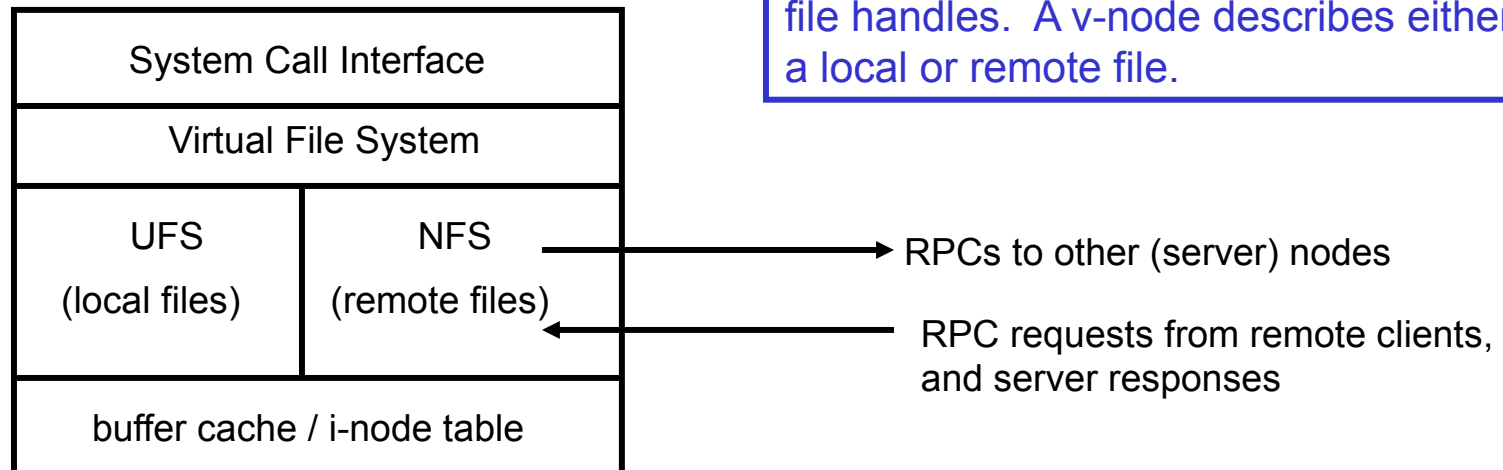 file handles. A v-node describes either
a local or remote file.
System Call Interface
Virtual File System
UFS
(local files)
NFS
(remote files)
RPCs to other (server) nodes
RPC requests from remote clients,
and server responses
buffer cache / i-node table